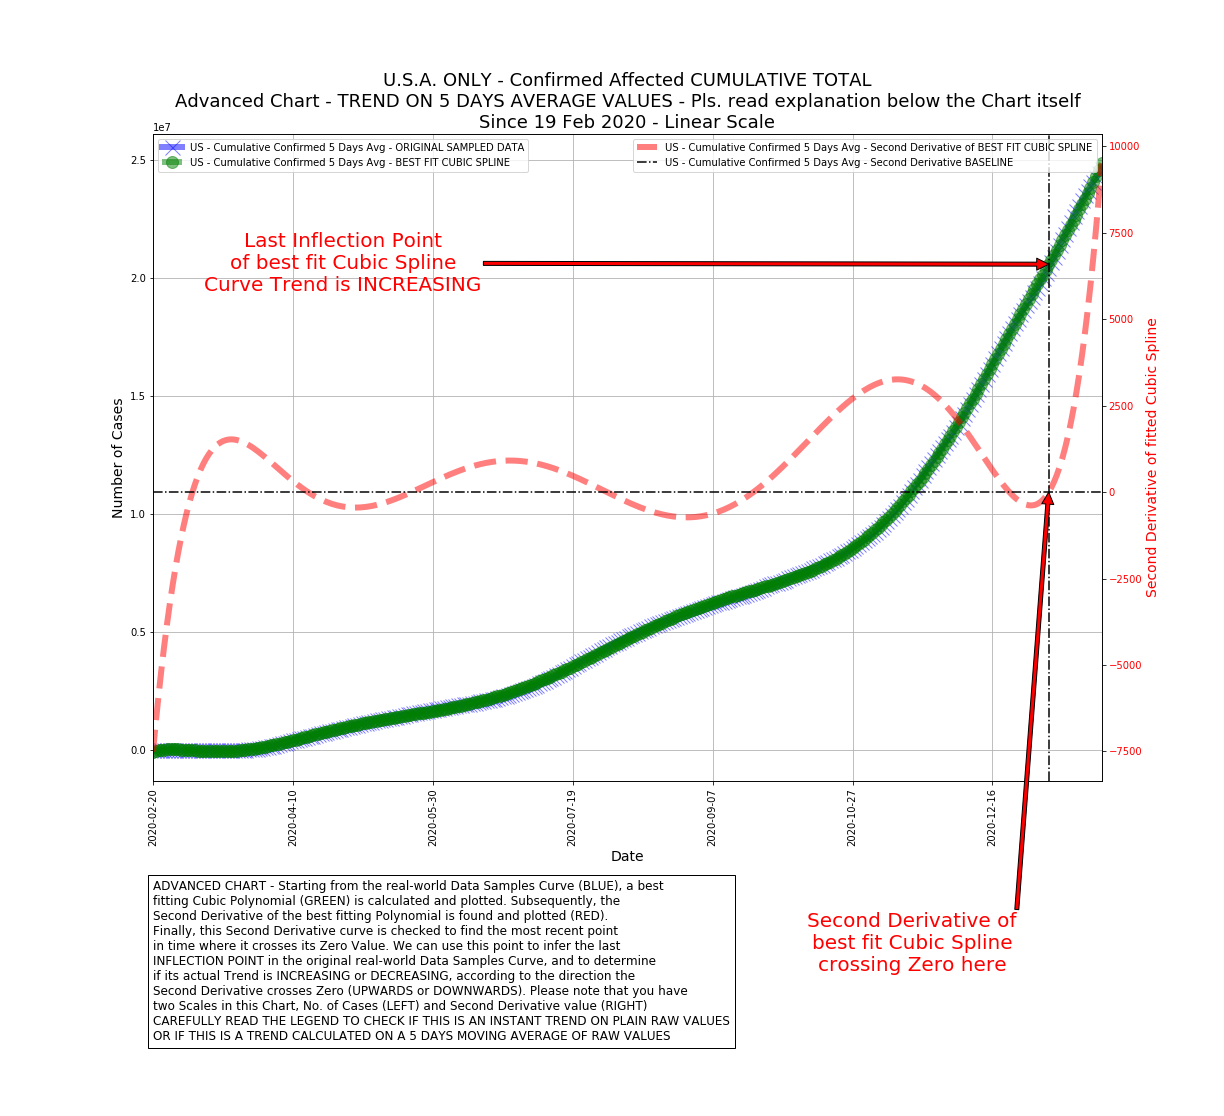 U.S.A. ONLY - Confirmed Affected CUMULATIVE TOTAL
Advanced Chart - TREND ON 5 DAYS AVERAGE VALUES - Pls. read explanation below the Chart itself
Since 19 Feb 2020 - Linear Scale
1e7
US - Cumulative Confirmed 5 Days Avg - ORIGINAL SAMPLED DATA
US - Cumulative Confirmed 5 Days Avg - BEST FIT CUBIC SPLINE
US - Cumulative Confirmed 5 Days Avg - Second Derivative of BEST FIT CUBIC SPLINE
US - Cumulative Confirmed 5 Days Avg - Second Derivative BASELINE
Last Inflection Point
of best fit Cubic Spline
Curve Trend is INCREASING
Number of Cases
2.5
2.0
1.5
1.0
0.5
0.0
10000
7500
5000
2500
0
−2500
−5000
−7500
Second Derivative of fitted Cubic Spline
2020-02-20
2020-04-10
2020-05-30
2020-07-19
2020-09-07
2020-10-27
2020-12-16
Date
ADVANCED CHART - Starting from the real-world Data Samples Curve (BLUE), a best
fitting Cubic Polynomial (GREEN) is calculated and plotted. Subsequently, the
Second Derivative of the best fitting Polynomial is found and plotted (RED).
Finally, this Second Derivative curve is checked to find the most recent point
in time where it crosses its Zero Value. We can use this point to infer the last
INFLECTION POINT in the original real-world Data Samples Curve, and to determine
if its actual Trend is INCREASING or DECREASING, according to the direction the
Second Derivative crosses Zero (UPWARDS or DOWNWARDS). Please note that you have
two Scales in this Chart, No. of Cases (LEFT) and Second Derivative value (RIGHT)
CAREFULLY READ THE LEGEND TO CHECK IF THIS IS AN INSTANT TREND ON PLAIN RAW VALUES
OR IF THIS IS A TREND CALCULATED ON A 5 DAYS MOVING AVERAGE OF RAW VALUES
Second Derivative of
best fit Cubic Spline
crossing Zero here